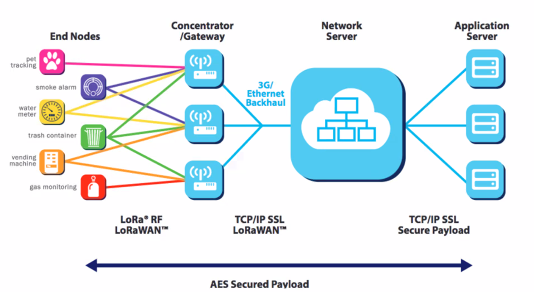 End Nodes
Concentrator
/Gateway
Network
Server
Application
Server
pet
tracking
smoke alarm
water
meter
trash container
vending
machine
gas monitoring
3G/
Ethernet
Backhaul
LoRa® RF
LoRaWAN™
TCP/IP SSL
LoRaWAN™
TCP/IP SSL
Secure Payload
AES Secured Payload